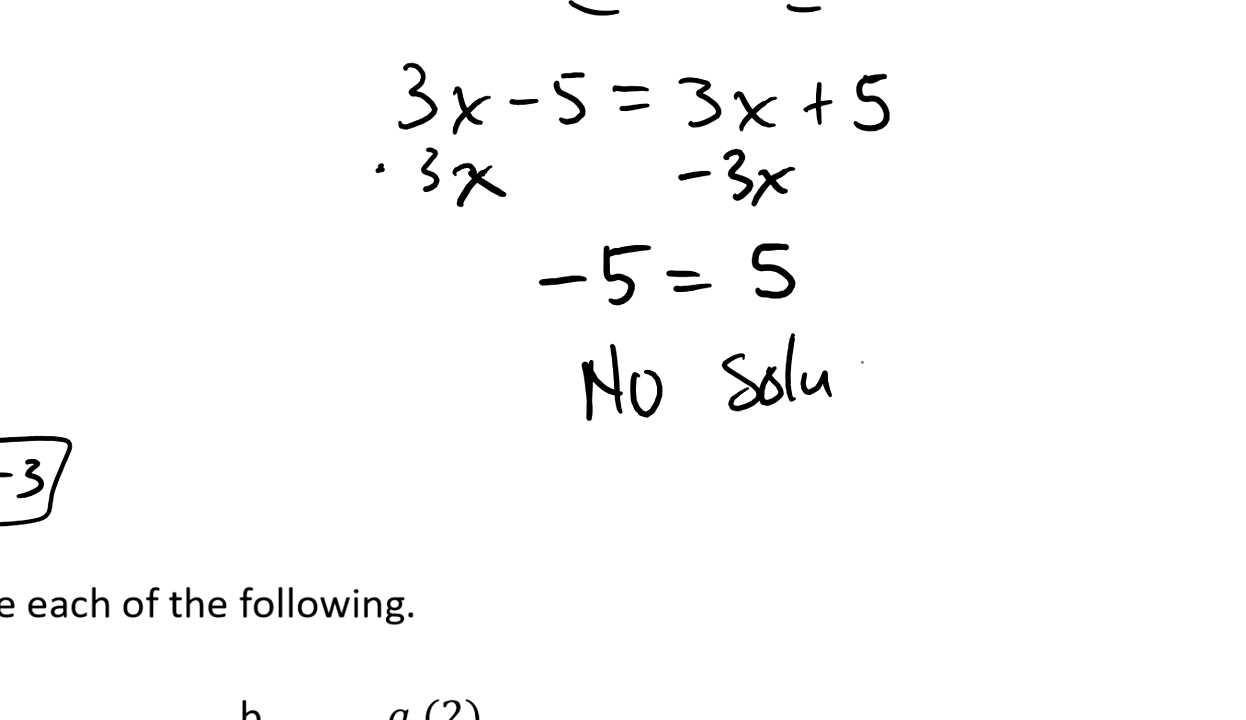 3x - 5 = 3x + 5
· 3x - 3x
-5 = 5
No Solu
-3
e each of the following.